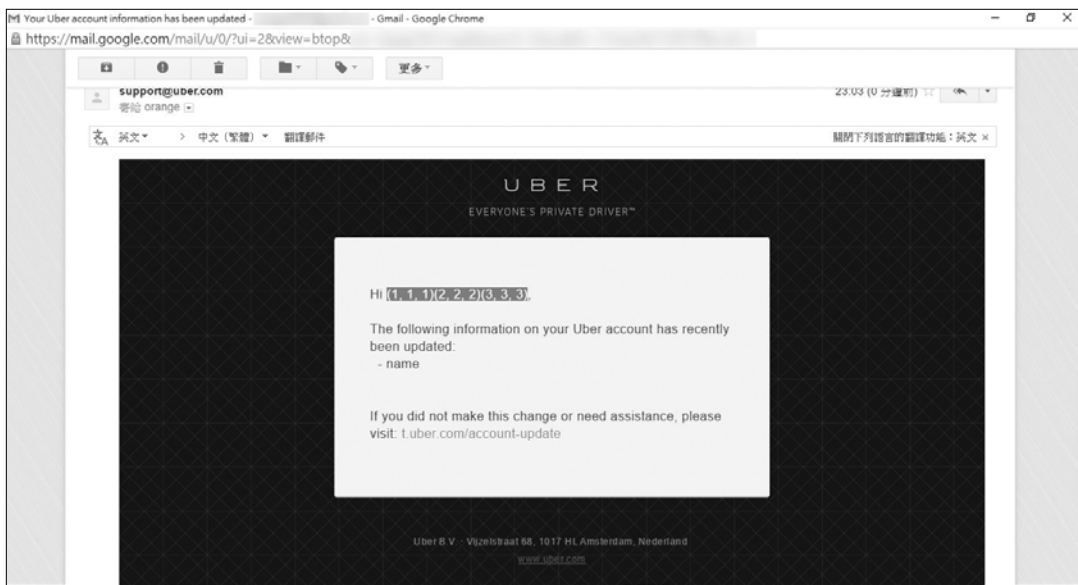 Your Uber account information has been updated - - Gmail - Google Chrome
https://mail.google.com/mail/u/0/?ui=2&view=btop&
更多
support@uber.com
23:03 (0 分鐘前)
寄給 orange
英文 > 中文（繁體） 翻譯郵件
關閉下列語言的翻譯功能：英文 ×
UBER
EVERYONE'S PRIVATE DRIVER™
Hi (1, 1, 1)(2, 2, 2)(3, 3, 3),
The following information on your Uber account has recently
been updated:
- name
If you did not make this change or need assistance, please
visit: t.uber.com/account-update
Uber B.V. · Vijzelstraat 68, 1017 HL Amsterdam, Nederland
www.uber.com